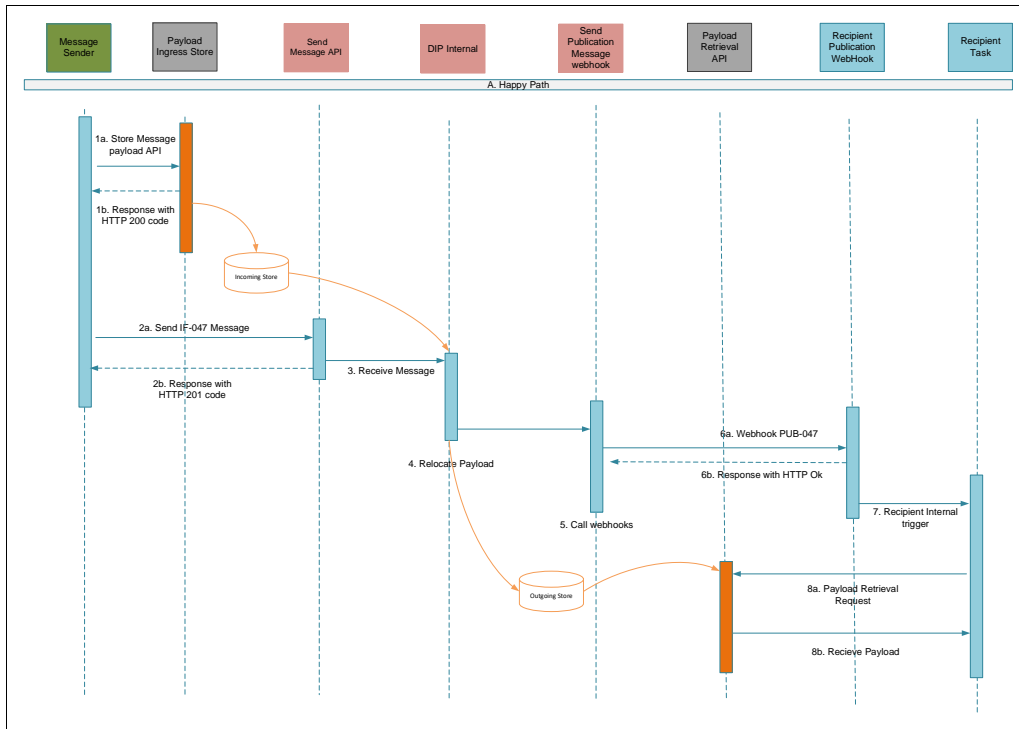 Message
Sender
Payload
Ingress Store
Send
Message API
DIP Internal
Send
Publication
Message
webhook
Payload
Retrieval
API
Recipient
Publication
WebHook
Recipient
Task
A. Happy Path
1a. Store Message
payload API
1b. Response with
HTTP 200 code
Incoming Store
2a. Send IF-047 Message
3. Receive Message
2b. Response with
HTTP 201 code
6a. Webhook PUB-047
4. Relocate Payload
6b. Response with HTTP Ok
5. Call webhooks
7. Recipient Internal
trigger
Outgoing Store
8a. Payload Retrieval
Request
8b. Recieve Payload